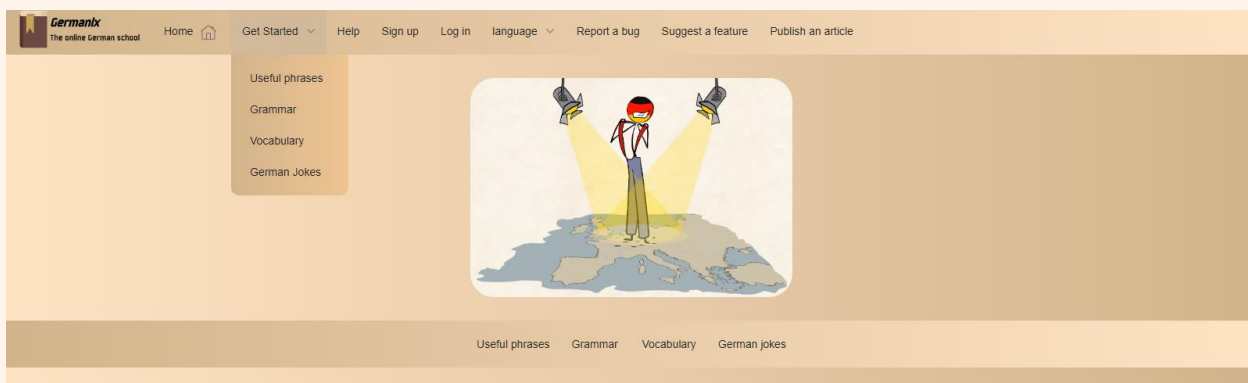 Germanix
The online German school
Home Get Started Help Sign up Log in language Report a bug Suggest a feature Publish an article
Useful phrases
Grammar
Vocabulary
German Jokes
Useful phrases Grammar Vocabulary German jokes